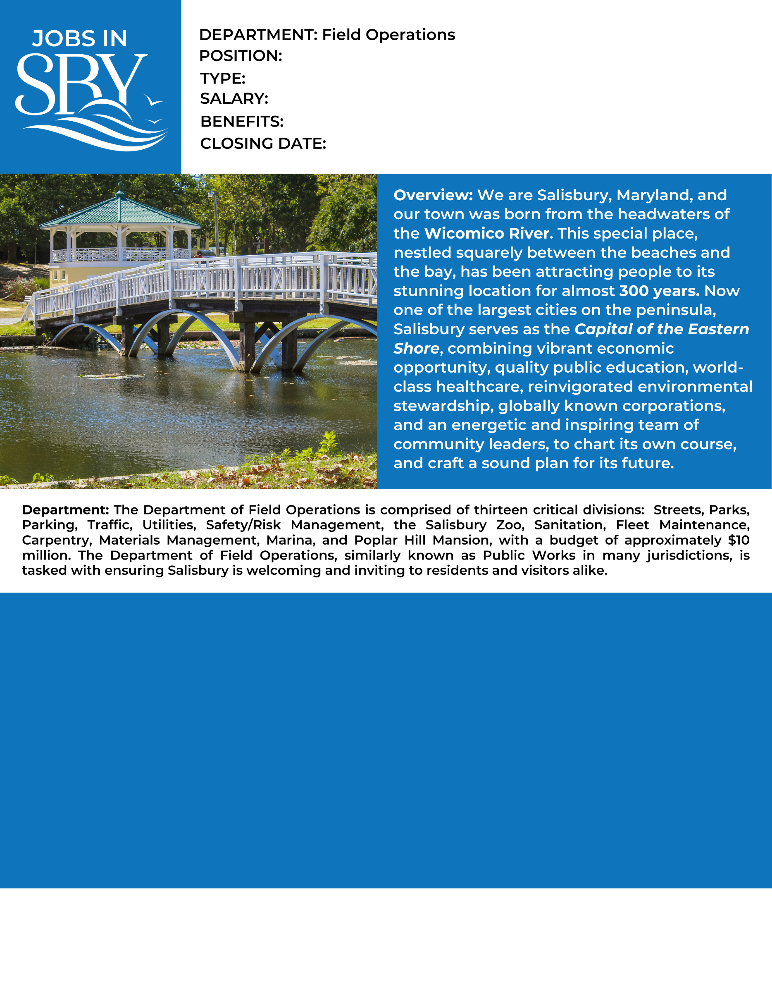 JOBS IN
SBY
DEPARTMENT: Field Operations
POSITION:
TYPE:
SALARY:
BENEFITS:
CLOSING DATE:
Overview: We are Salisbury, Maryland, and
our town was born from the headwaters of
the Wicomico River. This special place,
nestled squarely between the beaches and
the bay, has been attracting people to its
stunning location for almost 300 years. Now
one of the largest cities on the peninsula,
Salisbury serves as the Capital of the Eastern
Shore, combining vibrant economic
opportunity, quality public education, world-
class healthcare, reinvigorated environmental
stewardship, globally known corporations,
and an energetic and inspiring team of
community leaders, to chart its own course,
and craft a sound plan for its future.
Department: The Department of Field Operations is comprised of thirteen critical divisions: Streets, Parks,
Parking, Traffic, Utilities, Safety/Risk Management, the Salisbury Zoo, Sanitation, Fleet Maintenance,
Carpentry, Materials Management, Marina, and Poplar Hill Mansion, with a budget of approximately $10
million. The Department of Field Operations, similarly known as Public Works in many jurisdictions, is
tasked with ensuring Salisbury is welcoming and inviting to residents and visitors alike.